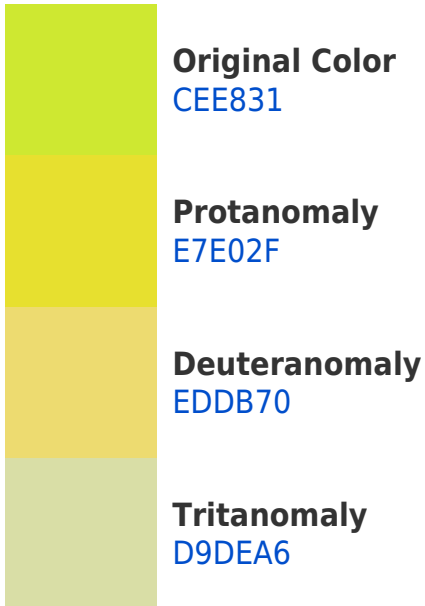 Original Color
CEE831
Protanomaly
E7E02F
Deuteranomaly
EDDB70
Tritanomaly
D9DEA6